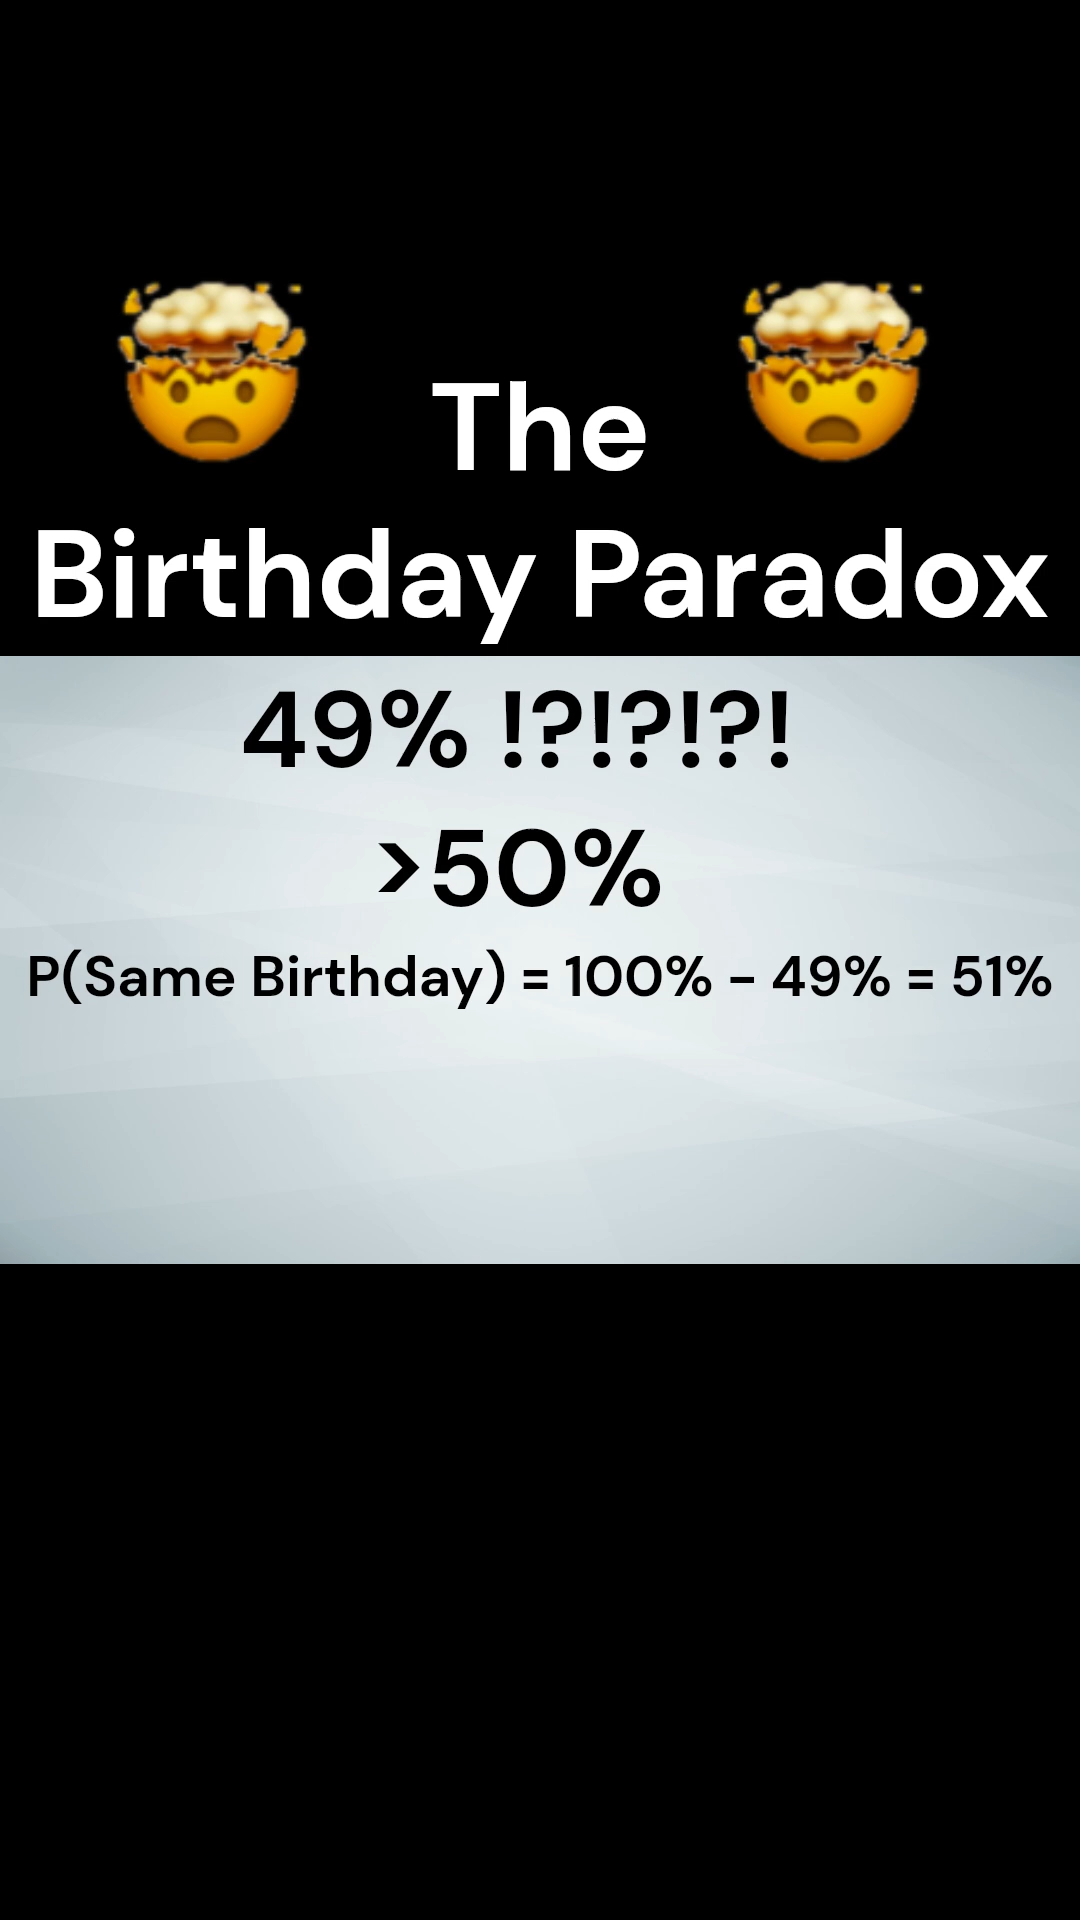 The
Birthday Paradox
49% !?!?!?!
>50%
P(Same Birthday) = 100% - 49% = 51%